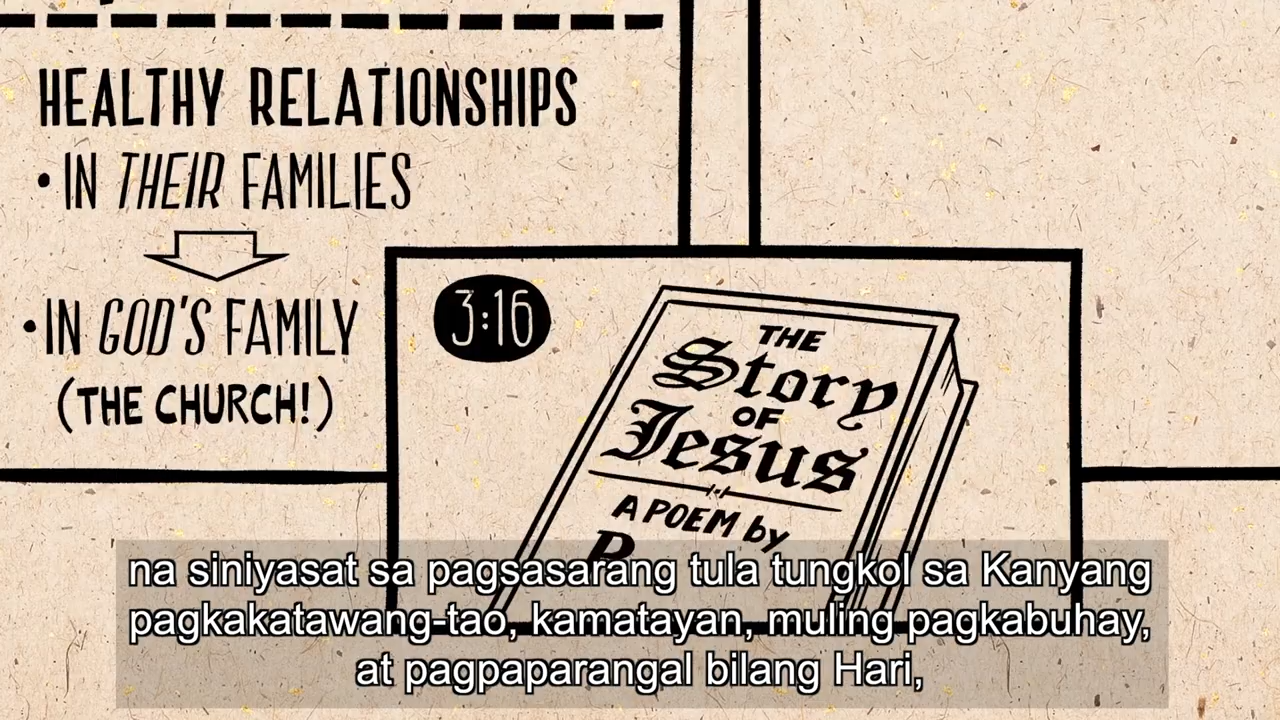 HEALTHY RELATIONSHIPS
• IN THEIR FAMILIES
• IN GOD'S FAMILY
(THE CHURCH!)
3:16
THE
Story
OF
Jesus
A POEM by
na siniyasat sa pagsasarang tula tungkol sa Kanyang
pagkakatawang-tao, kamatayan, muling pagkabuhay,
at pagpaparangal bilang Hari,